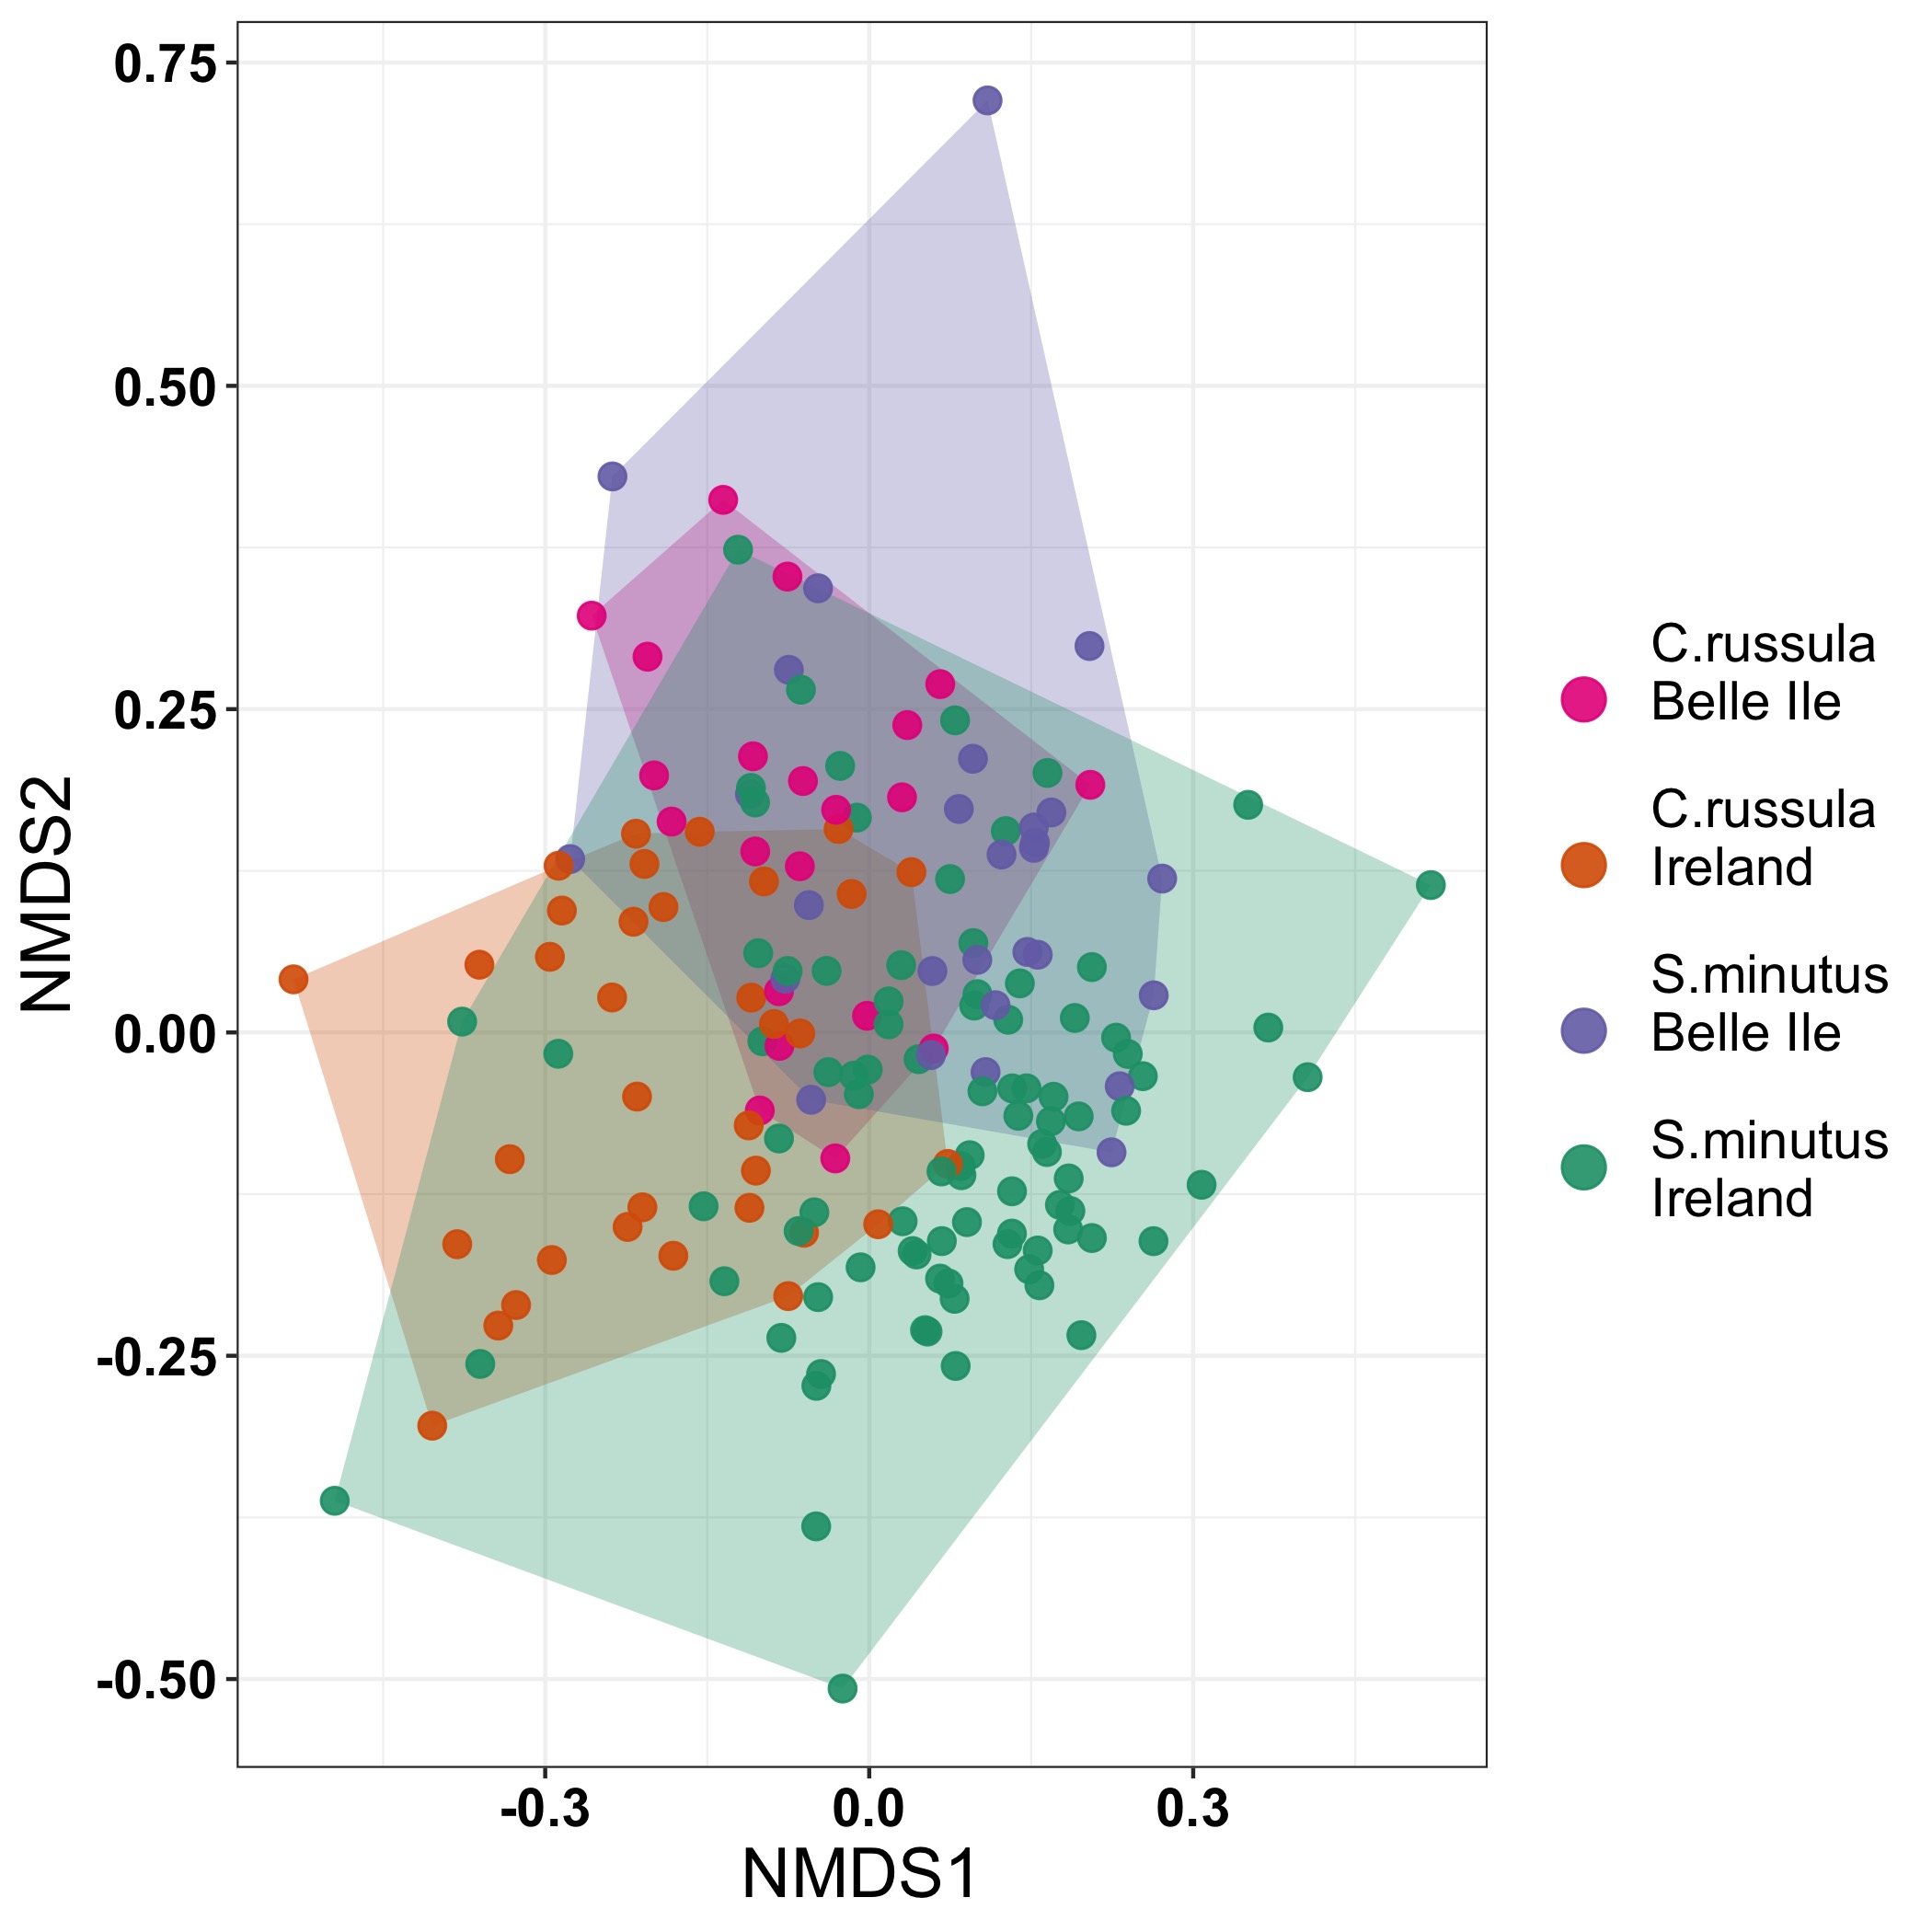 0.75
0.50
0.25
0.00
-0.25
-0.50
NMDS2
-0.3
0.0
0.3
NMDS1
C.russula
Belle Ile
C.russula
Ireland
S.minutus
Belle Ile
S.minutus
Ireland